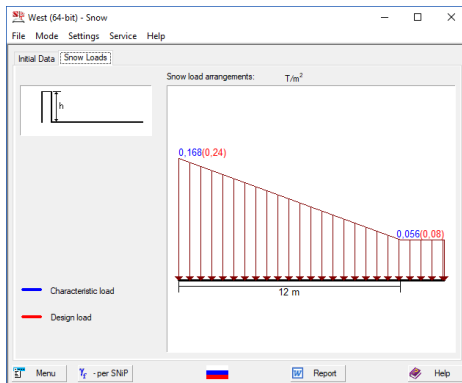 West (64-bit) - Snow
File Mode Settings Service Help
Initial Data Snow Loads
Snow load arrangements: T/m²
h
0,168(0,24)
0,056(0,08)
12 m
Characteristic load
Design load
Menu γf - per SNiP Report Help